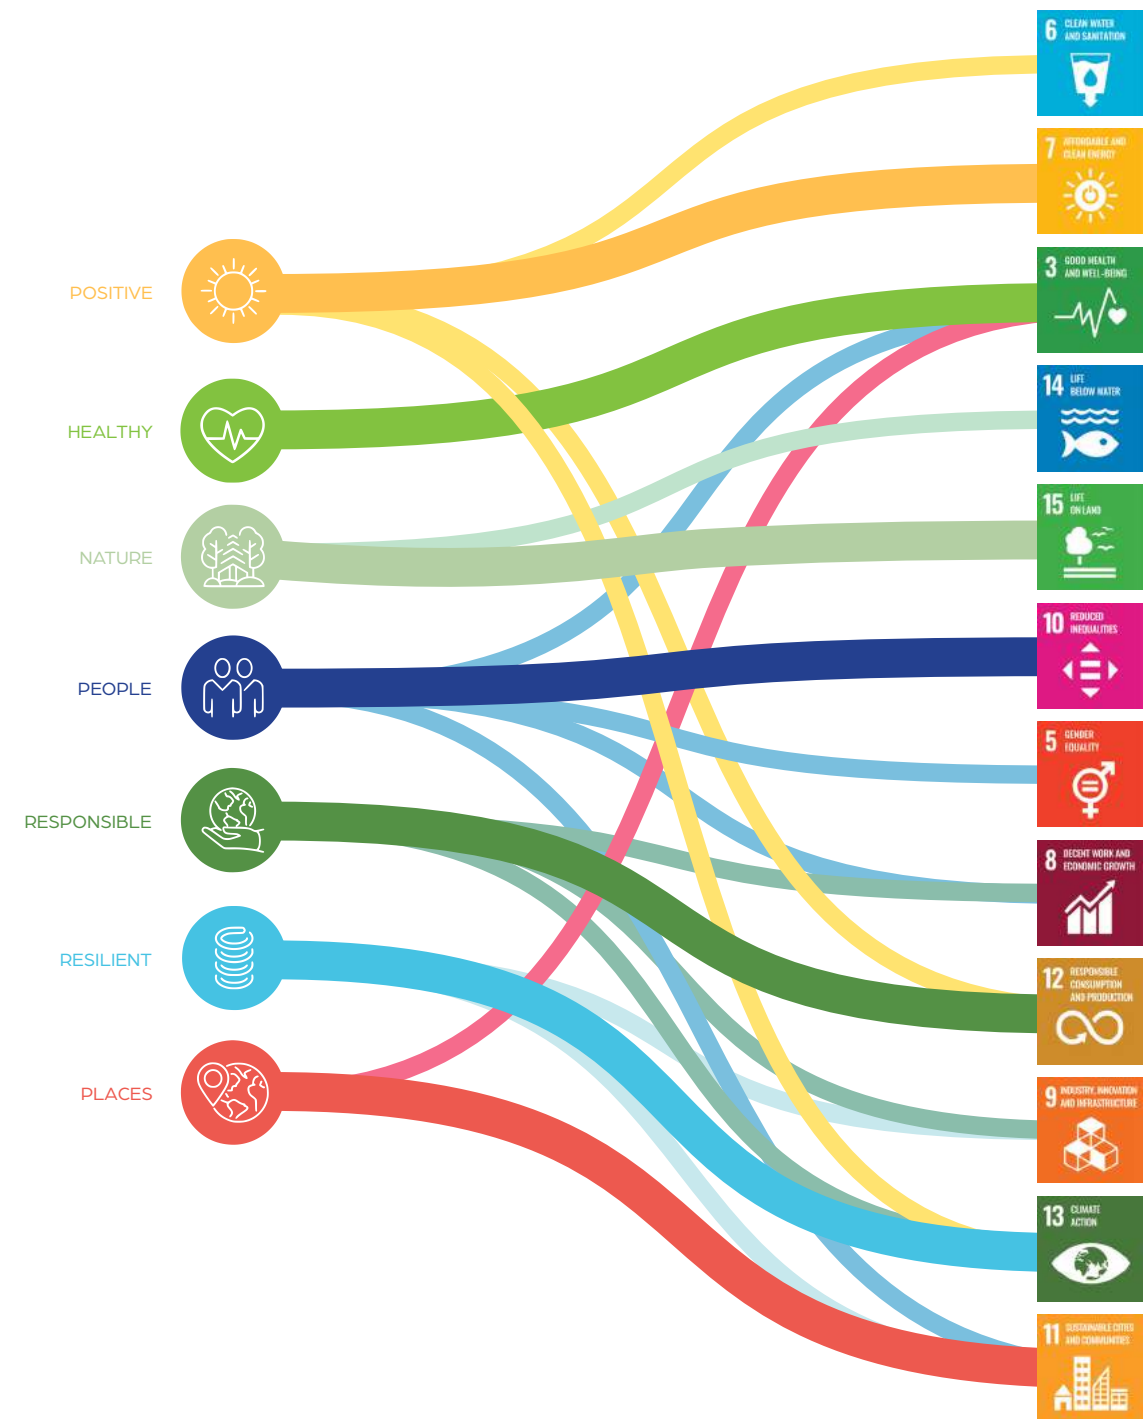 POSITIVE
HEALTHY
NATURE
PEOPLE
RESPONSIBLE
RESILIENT
PLACES
6 CLEAN WATER
AND SANITATION
7 AFFORDABLE AND
CLEAN ENERGY
3 GOOD HEALTH
AND WELL-BEING
14 LIFE
BELOW WATER
15 LIFE
ON LAND
10 REDUCED
INEQUALITIES
5 GENDER
EQUALITY
8 DECENT WORK AND
ECONOMIC GROWTH
12 RESPONSIBLE
CONSUMPTION
AND PRODUCTION
9 INDUSTRY, INNOVATION
AND INFRASTRUCTURE
13 CLIMATE
ACTION
11 SUSTAINABLE CITIES
AND COMMUNITIES